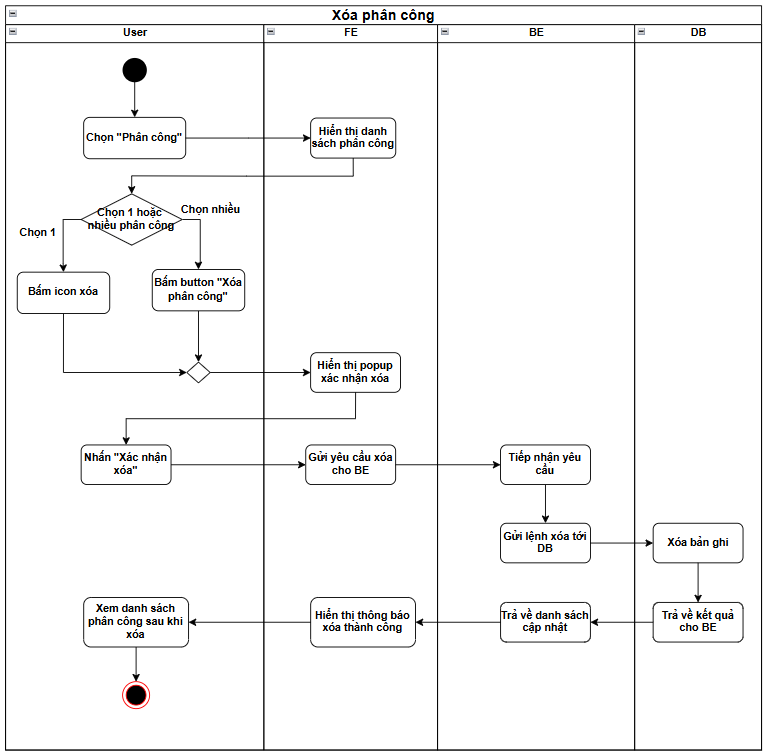 Xóa phân công
User
FE
BE
DB
Chọn "Phân công"
Hiển thị danh
sách phân công
Chọn 1 hoặc
nhiều phân công
Chọn nhiều
Chọn 1
Bấm icon xóa
Bấm button "Xóa
phân công"
Hiển thị popup
xác nhận xóa
Nhấn "Xác nhận
xóa"
Gửi yêu cầu xóa
cho BE
Tiếp nhận yêu
cầu
Gửi lệnh xóa tới
DB
Xóa bản ghi
Xem danh sách
phân công sau khi
xóa
Hiển thị thông báo
xóa thành công
Trả về danh sách
cập nhật
Trả về kết quả
cho BE